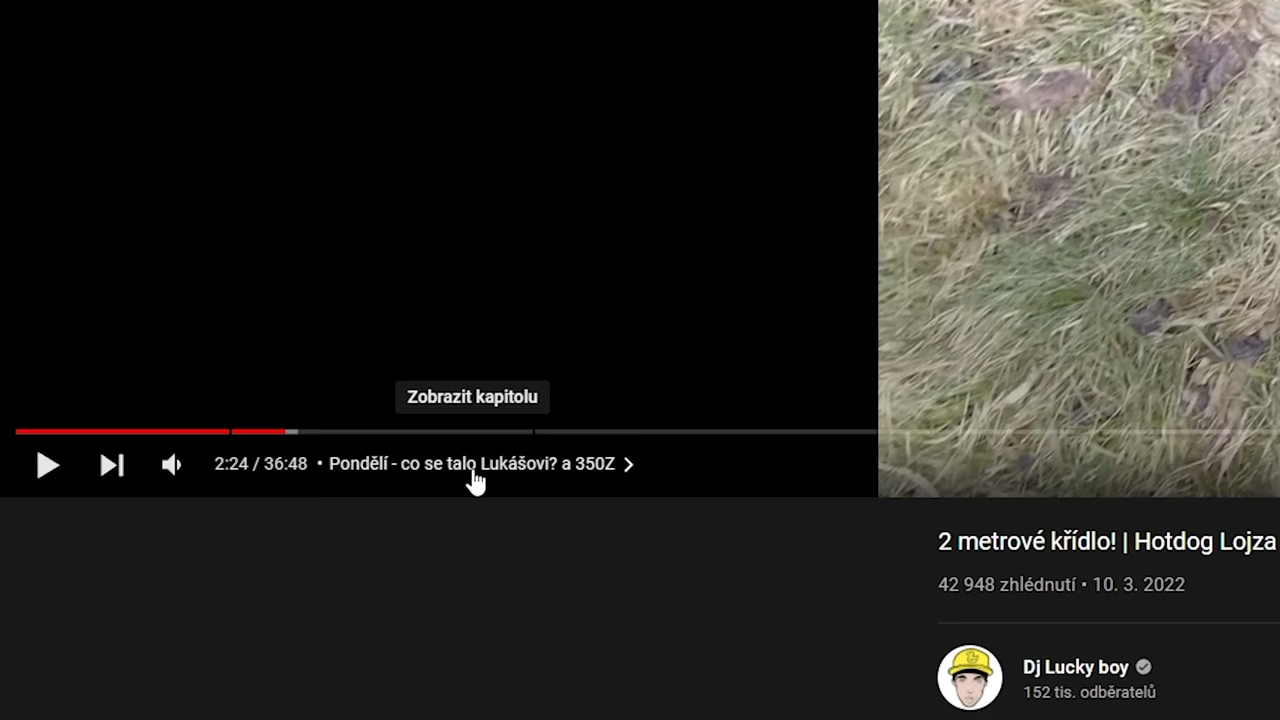 Zobrazit kapitolu
2:24 / 36:48 • Pondělí - co se talo Lukášovi? a 350Z
2 metrové křídlo! | Hotdog Lojza
42 948 zhlédnutí • 10. 3. 2022
Dj Lucky boy
152 tis. odběratelů